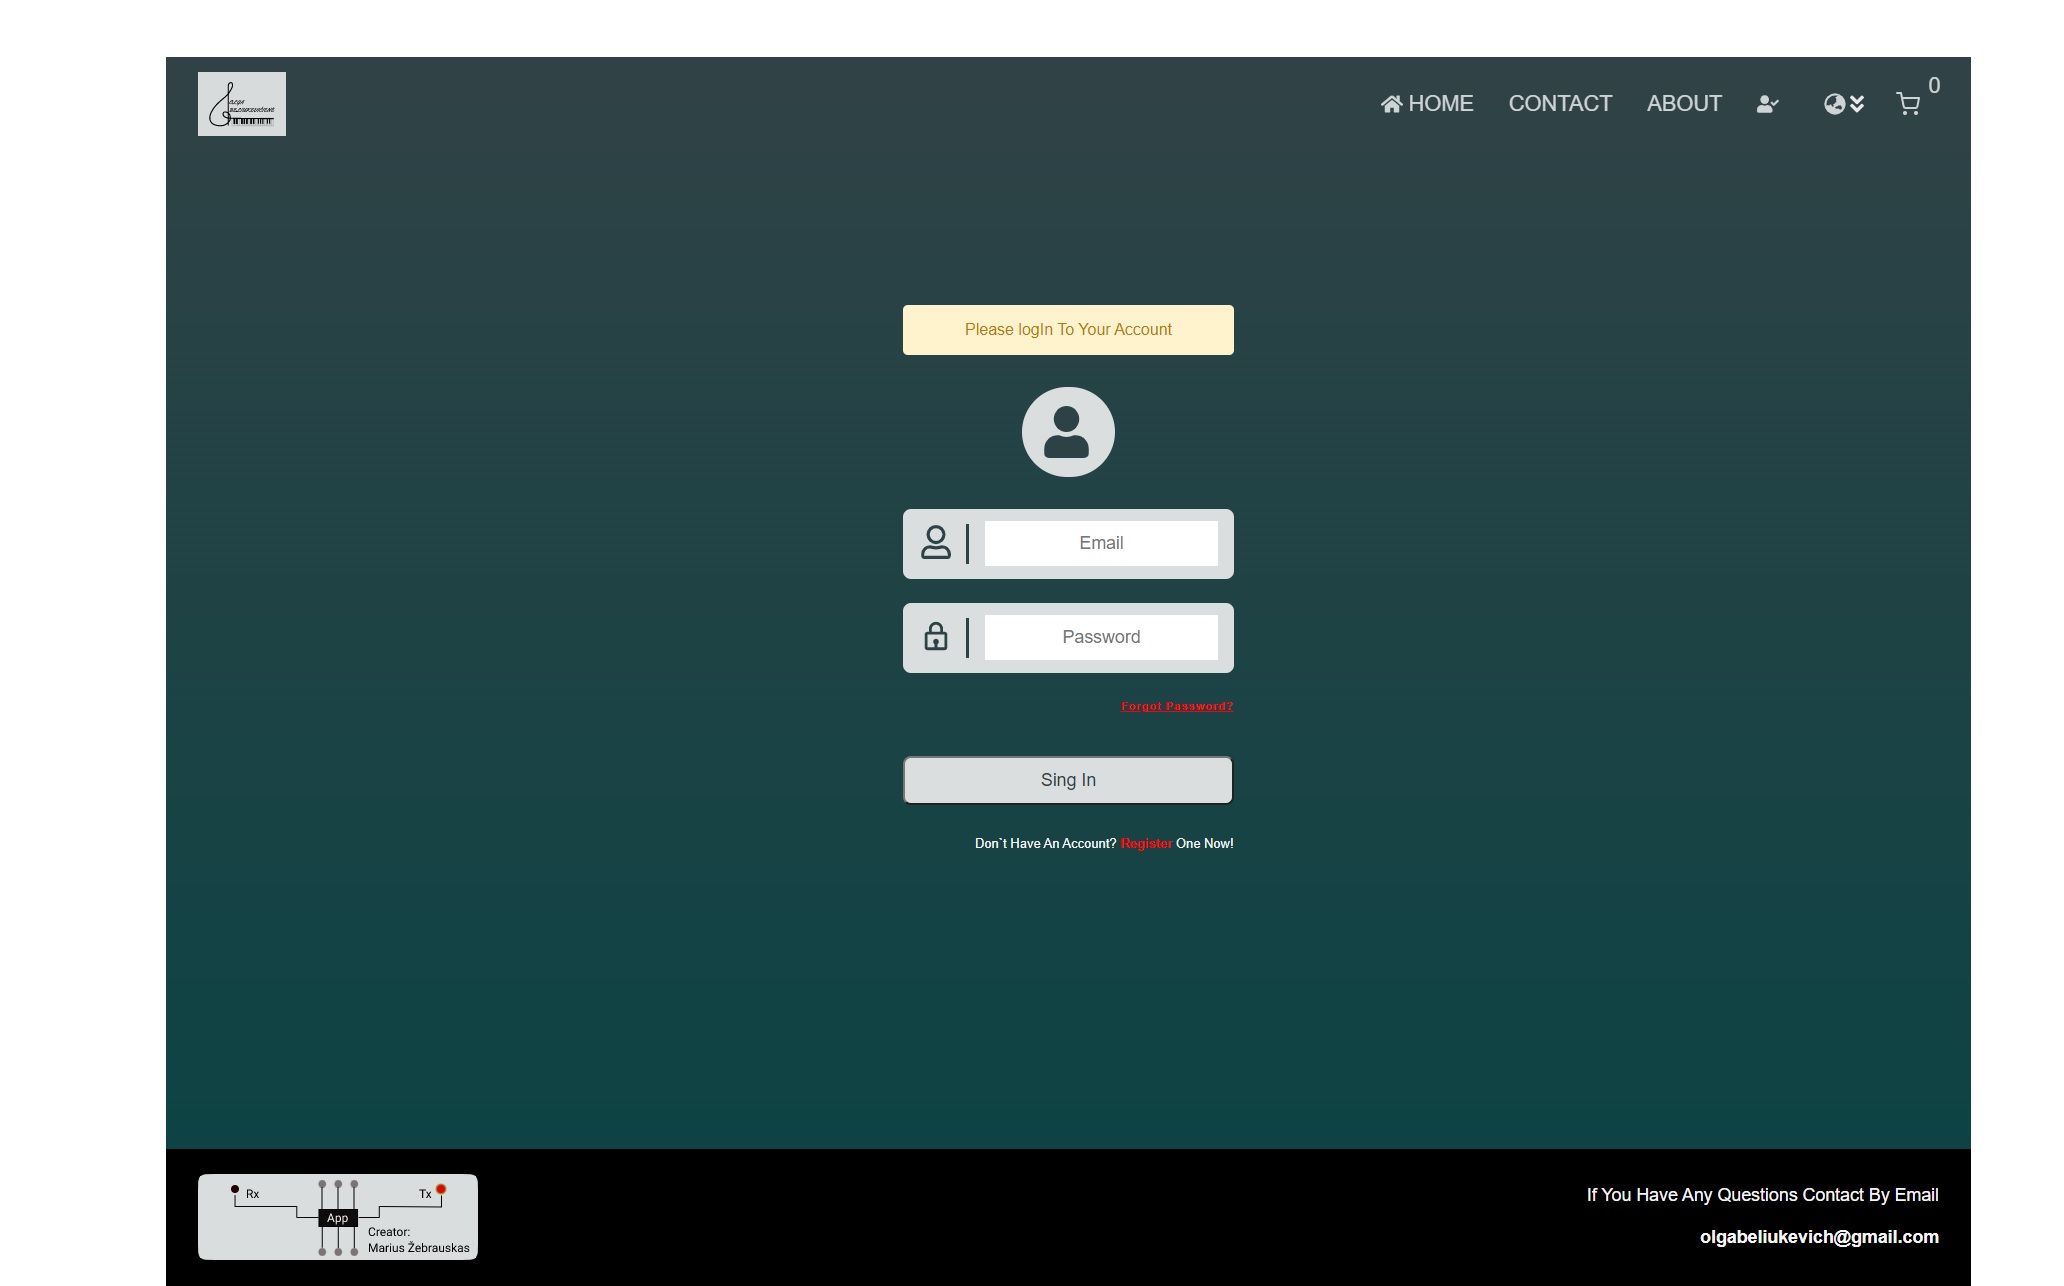 HOME CONTACT ABOUT 0
Please logIn To Your Account
Email
Password
Forgot Password?
Sing In
Don`t Have An Account? Register One Now!
Rx Tx
App
Creator:
Marius Žebrauskas
If You Have Any Questions Contact By Email
olgabeliukevich@gmail.com